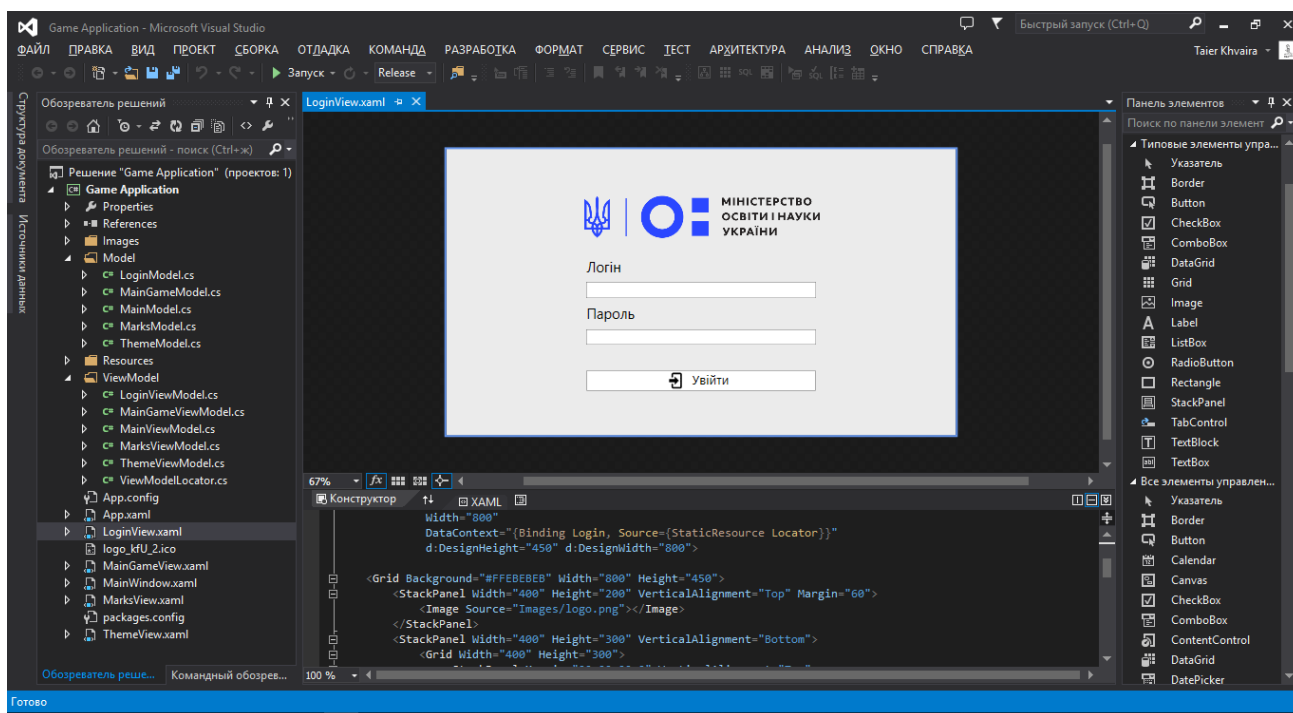 Game Application - Microsoft Visual Studio
Быстрый запуск (Ctrl+Q)
ФАЙЛ ПРАВКА ВИД ПРОЕКТ СБОРКА ОТЛАДКА КОМАНДА РАЗРАБОТКА ФОРМАТ СЕРВИС ТЕСТ АРХИТЕКТУРА АНАЛИЗ ОКНО СПРАВКА
Taier Khvaira
Запуск
Release
Структура документа
Источники данных
Обозреватель решений
Обозреватель решений - поиск (Ctrl+ж)
Решение "Game Application" (проектов: 1)
Game Application
Properties
References
Images
Model
LoginModel.cs
MainGameModel.cs
MainModel.cs
MarksModel.cs
ThemeModel.cs
Resources
ViewModel
LoginViewModel.cs
MainGameViewModel.cs
MainViewModel.cs
MarksViewModel.cs
ThemeViewModel.cs
ViewModelLocator.cs
App.config
App.xaml
LoginView.xaml
logo_kfU_2.ico
MainGameView.xaml
MainWindow.xaml
MarksView.xaml
packages.config
ThemeView.xaml
Обозреватель реше...
Командный обозрев...
LoginView.xaml
МІНІСТЕРСТВО
ОСВІТИ І НАУКИ
УКРАЇНИ
Логін
Пароль
Увійти
67%
Конструктор
XAML
Width="800"
DataContext="{Binding Login, Source={StaticResource Locator}}"
d:DesignHeight="450" d:DesignWidth="800">
<Grid Background="#FFEBEBEB" Width="800" Height="450">
<StackPanel Width="400" Height="200" VerticalAlignment="Top" Margin="60">
<Image Source="Images/logo.png"></Image>
</StackPanel>
<StackPanel Width="400" Height="300" VerticalAlignment="Bottom">
<Grid Width="400" Height="300">
100 %
Панель элементов
Поиск по панели элемент
Типовые элементы упра...
Указатель
Border
Button
CheckBox
ComboBox
DataGrid
Grid
Image
Label
ListBox
RadioButton
Rectangle
StackPanel
TabControl
TextBlock
TextBox
Все элементы управлен...
Указатель
Border
Button
Calendar
Canvas
CheckBox
ComboBox
ContentControl
DataGrid
DatePicker
Готово